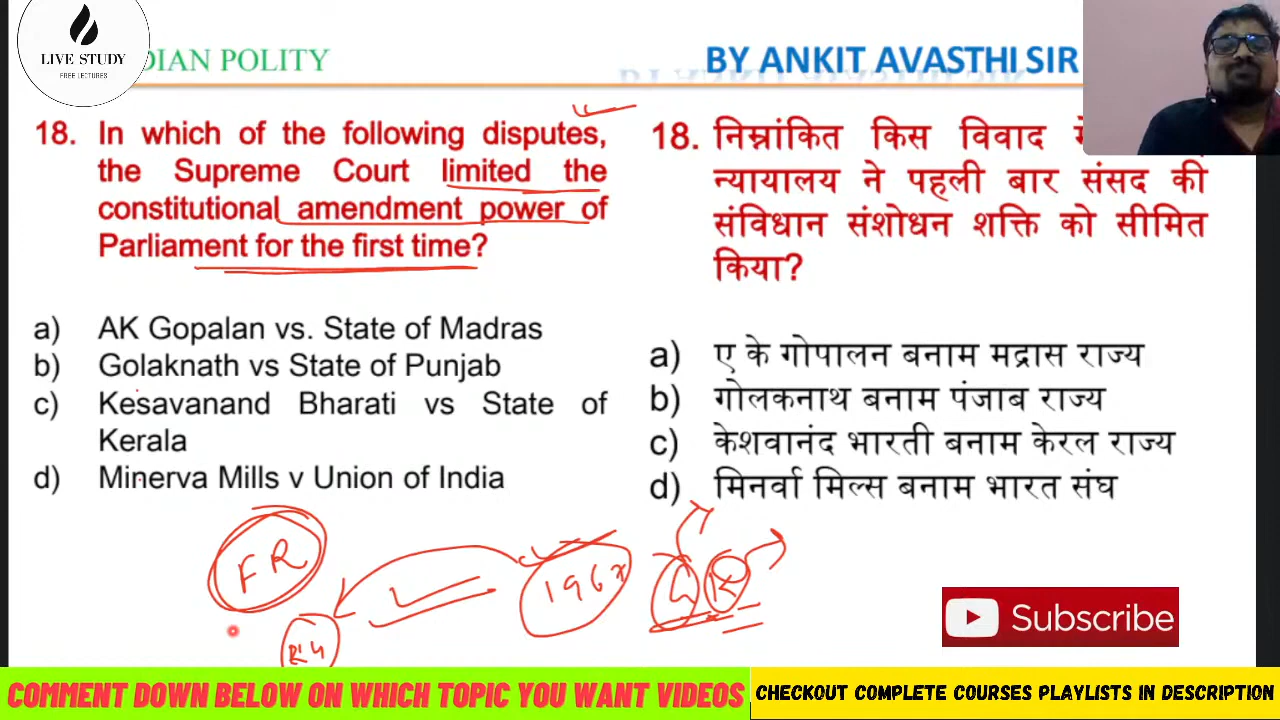 LIVE STUDY
FREE LECTURES
DIAN POLITY
BY ANKIT AVASTHI SIR
18. In which of the following disputes,
the Supreme Court limited the
constitutional amendment power of
Parliament for the first time?
a) AK Gopalan vs. State of Madras
b) Golaknath vs State of Punjab
c) Kesavanand Bharati vs State of
Kerala
d) Minerva Mills v Union of India
18. निम्नांकित किस विवाद में
न्यायालय ने पहली बार संसद की
संविधान संशोधन शक्ति को सीमित
किया?
a) ए के गोपालन बनाम मद्रास राज्य
b) गोलकनाथ बनाम पंजाब राज्य
c) केशवानंद भारती बनाम केरल राज्य
d) मिनर्वा मिल्स बनाम भारत संघ
FR
Subscribe
COMMENT DOWN BELOW ON WHICH TOPIC YOU WANT VIDEOS
CHECKOUT COMPLETE COURSES PLAYLISTS IN DESCRIPTION